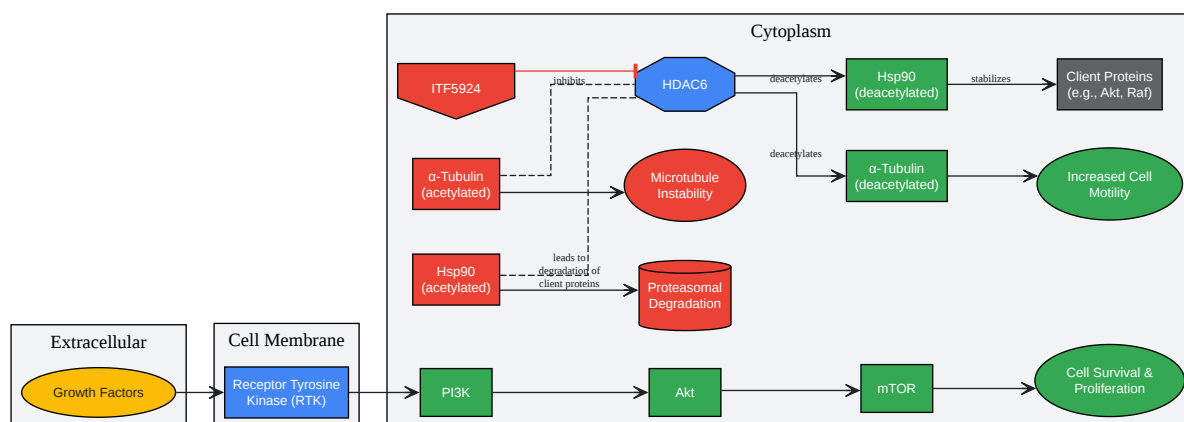 Cytoplasm
ITF5924
inhibits
HDAC6
deacetylates
Hsp90
(deacetylated)
stabilizes
Client Proteins
(e.g., Akt, Raf)
α-Tubulin
(acetylated)
Microtubule
Instability
deacetylates
α-Tubulin
(deacetylated)
Increased Cell
Motility
Hsp90
(acetylated)
leads to
degradation of
client proteins
Proteasomal
Degradation
Extracellular
Growth Factors
Cell Membrane
Receptor Tyrosine
Kinase (RTK)
PI3K
Akt
mTOR
Cell Survival &
Proliferation